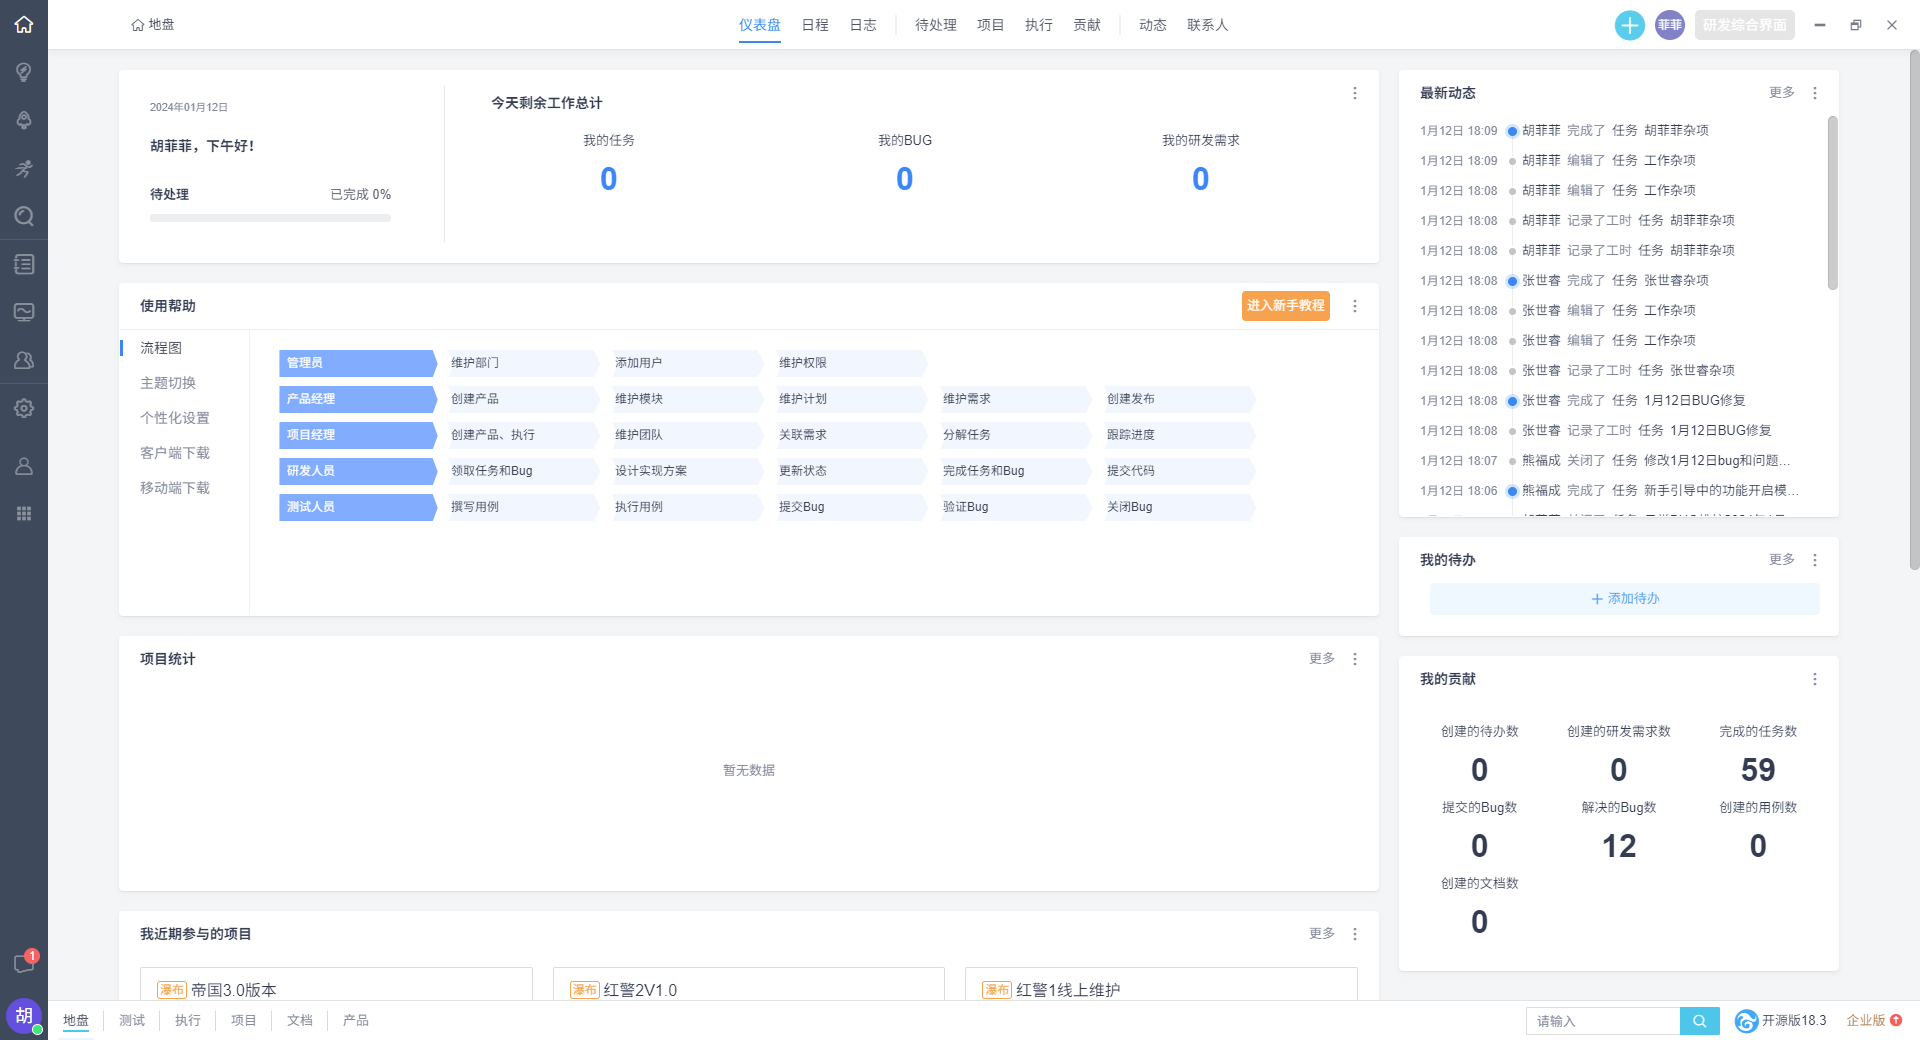 地盘
仪表盘 日程 日志 待处理 项目 执行 贡献 动态 联系人
菲菲
研发综合界面
2024年01月12日
胡菲菲，下午好！
待处理 已完成 0%
今天剩余工作总计
我的任务 我的BUG 我的研发需求
0 0 0
使用帮助
进入新手教程
流程图
主题切换
个性化设置
客户端下载
移动端下载
管理员 维护部门 添加用户 维护权限
产品经理 创建产品 维护模块 维护计划 维护需求 创建发布
项目经理 创建产品、执行 维护团队 关联需求 分解任务 跟踪进度
研发人员 领取任务和Bug 设计实现方案 更新状态 完成任务和Bug 提交代码
测试人员 撰写用例 执行用例 提交Bug 验证Bug 关闭Bug
项目统计 更多
暂无数据
我近期参与的项目 更多
瀑布 帝国3.0版本
瀑布 红警2V1.0
瀑布 红警1线上维护
最新动态 更多
1月12日 18:09 胡菲菲 完成了 任务 胡菲菲杂项
1月12日 18:09 胡菲菲 编辑了 任务 工作杂项
1月12日 18:08 胡菲菲 编辑了 任务 工作杂项
1月12日 18:08 胡菲菲 记录了工时 任务 胡菲菲杂项
1月12日 18:08 胡菲菲 记录了工时 任务 胡菲菲杂项
1月12日 18:08 张世睿 完成了 任务 张世睿杂项
1月12日 18:08 张世睿 编辑了 任务 工作杂项
1月12日 18:08 张世睿 编辑了 任务 工作杂项
1月12日 18:08 张世睿 记录了工时 任务 张世睿杂项
1月12日 18:08 张世睿 完成了 任务 1月12日BUG修复
1月12日 18:08 张世睿 记录了工时 任务 1月12日BUG修复
1月12日 18:07 熊福成 关闭了 任务 修改1月12日bug和问题...
1月12日 18:06 熊福成 完成了 任务 新手引导中的功能开启模...
我的待办 更多
添加待办
我的贡献
创建的待办数 创建的研发需求数 完成的任务数
0 0 59
提交的Bug数 解决的Bug数 创建的用例数
0 12 0
创建的文档数
0
1
胡
地盘 测试 执行 项目 文档 产品
请输入
开源版18.3
企业版